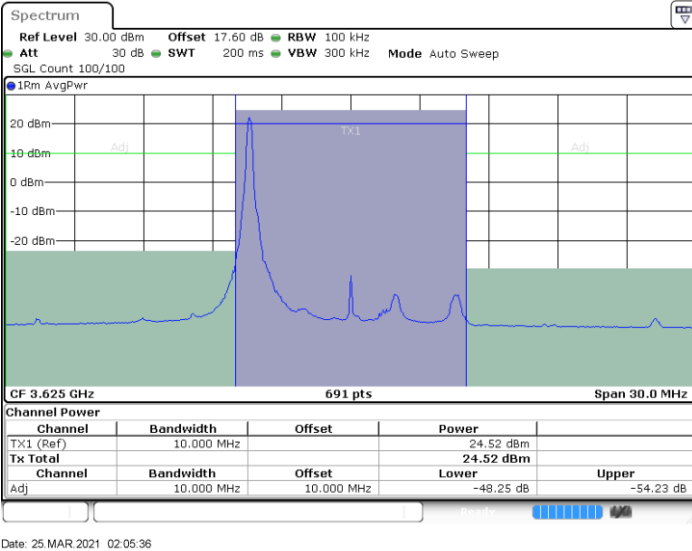 Spectrum
Ref Level 30.00 dBm Offset 17.60 dB RBW 100 kHz
Att 30 dB SWT 200 ms VBW 300 kHz Mode Auto Sweep
SGL Count 100/100
1Rm AvgPwr
20 dBm
TX1
Adj
Adj
10 dBm
0 dBm
-10 dBm
-20 dBm
CF 3.625 GHz 691 pts Span 30.0 MHz
Channel Power
Channel Bandwidth Offset Power
TX1 (Ref) 10.000 MHz 24.52 dBm
Tx Total 24.52 dBm
Channel Bandwidth Offset Lower Upper
Adj 10.000 MHz 10.000 MHz -48.25 dB -54.23 dB
Ready
Date: 25.MAR.2021 02:05:36